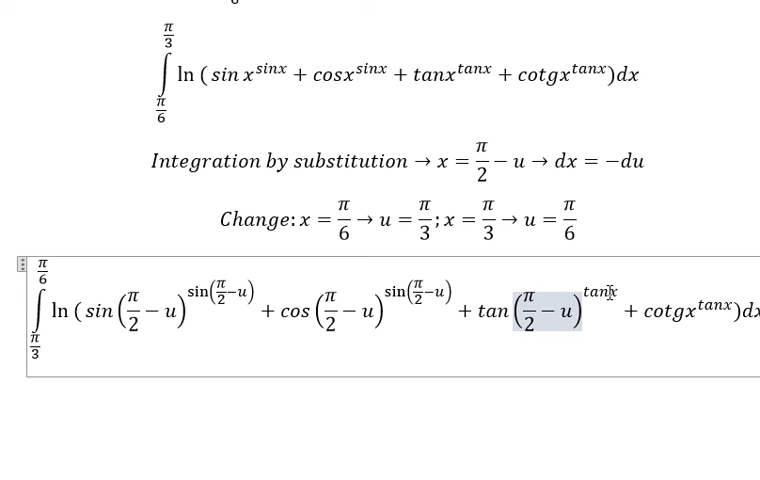 6
∫_{π/6}^{π/3} ln ( sin x^{sinx} + cosx^{sinx} + tanx^{tanx} + cotgx^{tanx})dx
Integration by substitution → x = π/2 − u → dx = −du
Change: x = π/6 → u = π/3; x = π/3 → u = π/6
∫_{π/3}^{π/6} ln ( sin(π/2 − u)^{sin(π/2−u)} + cos(π/2 − u)^{sin(π/2−u)} + tan(π/2 − u)^{tanx} + cotgx^{tanx})dx